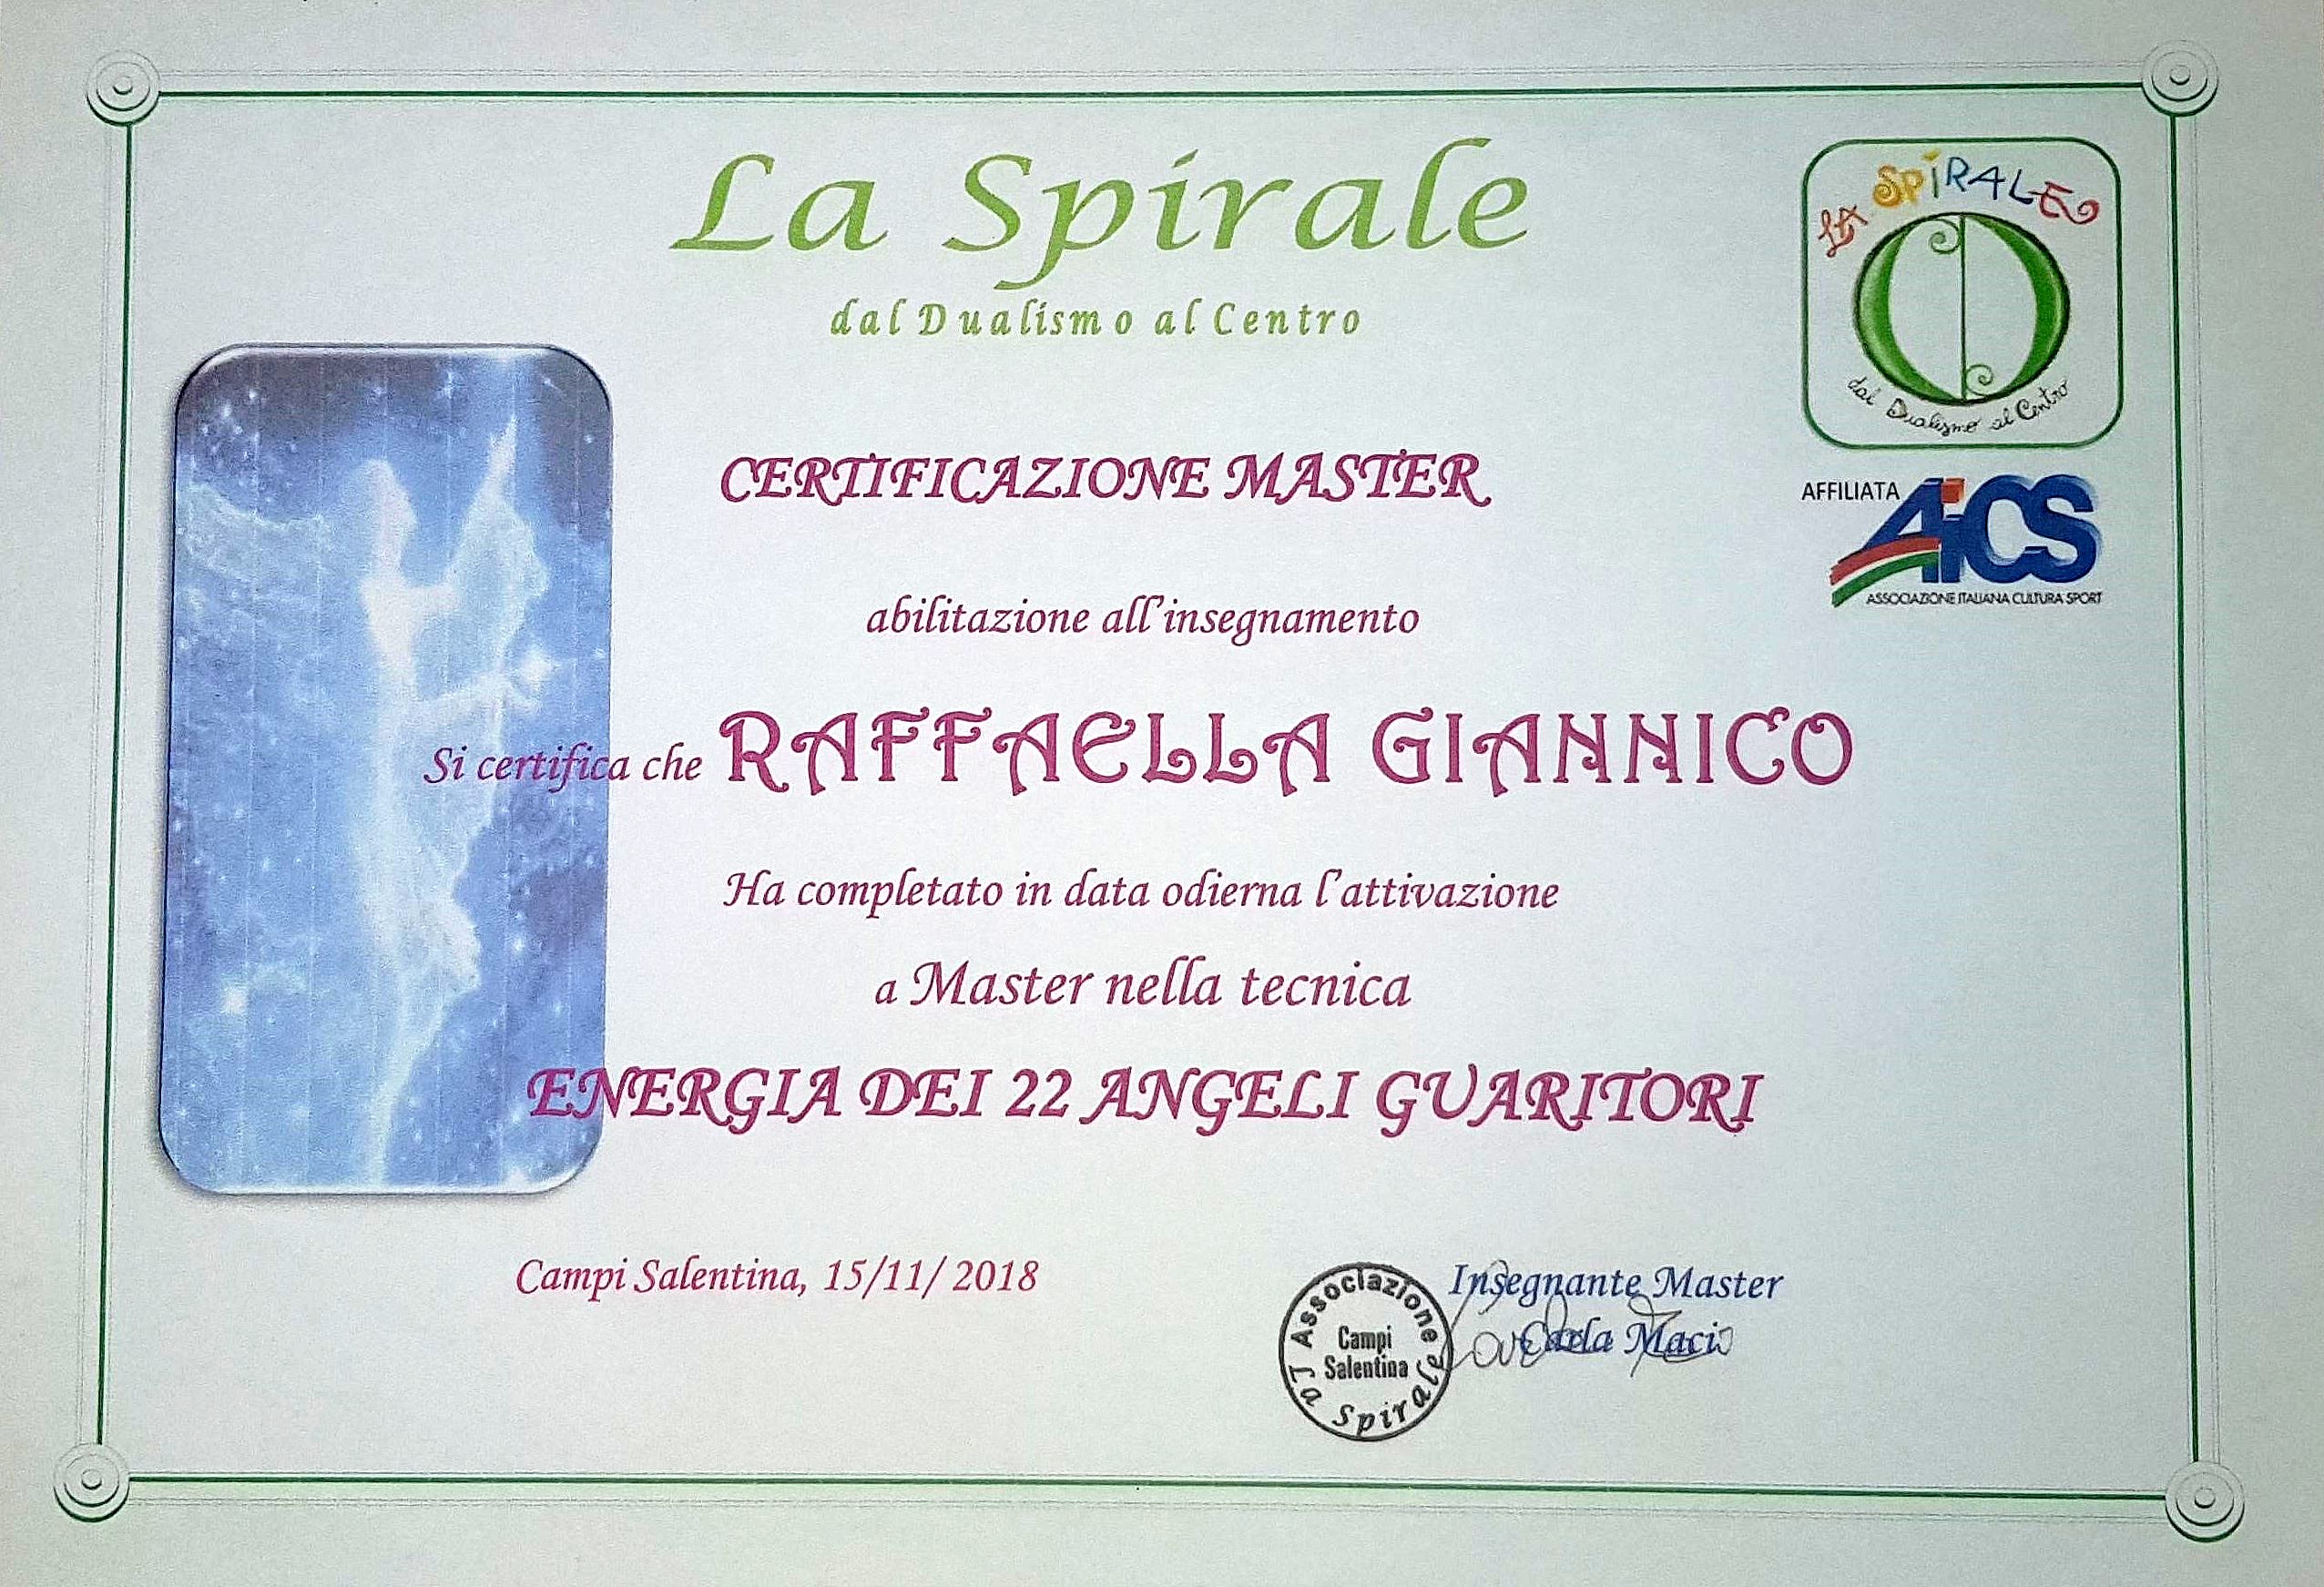 La Spirale
dal Dualismo al Centro
LA SPIRALE
dal Dualismo al Centro
AFFILIATA AiCS
ASSOCIAZIONE ITALIANA CULTURA SPORT
CERTIFICAZIONE MASTER
abilitazione all'insegnamento
Si certifica che RAFFAELLA GIANNICO
Ha completato in data odierna l'attivazione
a Master nella tecnica
ENERGIA DEI 22 ANGELI GUARITORI
Campi Salentina, 15/11/ 2018
Associazione
Campi
Salentina
la Spirale
Insegnante Master
Carla Maci
Carla Maci